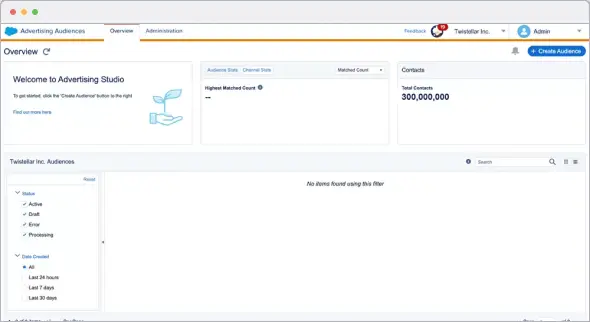 Advertising Audiences
Overview
Administration
Feedback
Twistellar Inc.
Admin
Overview
+ Create Audience
Welcome to Advertising Studio
To get started, click the 'Create Audience' button to the right
Find out more here
Audience Stats
Channel Stats
Matched Count
Highest Matched Count
--
Contacts
Total Contacts
300,000,000
Twistellar Inc. Audiences
Search
Reset
Status
Active
Draft
Error
Processing
Date Created
All
Last 24 hours
Last 7 days
Last 30 days
No items found using this filter